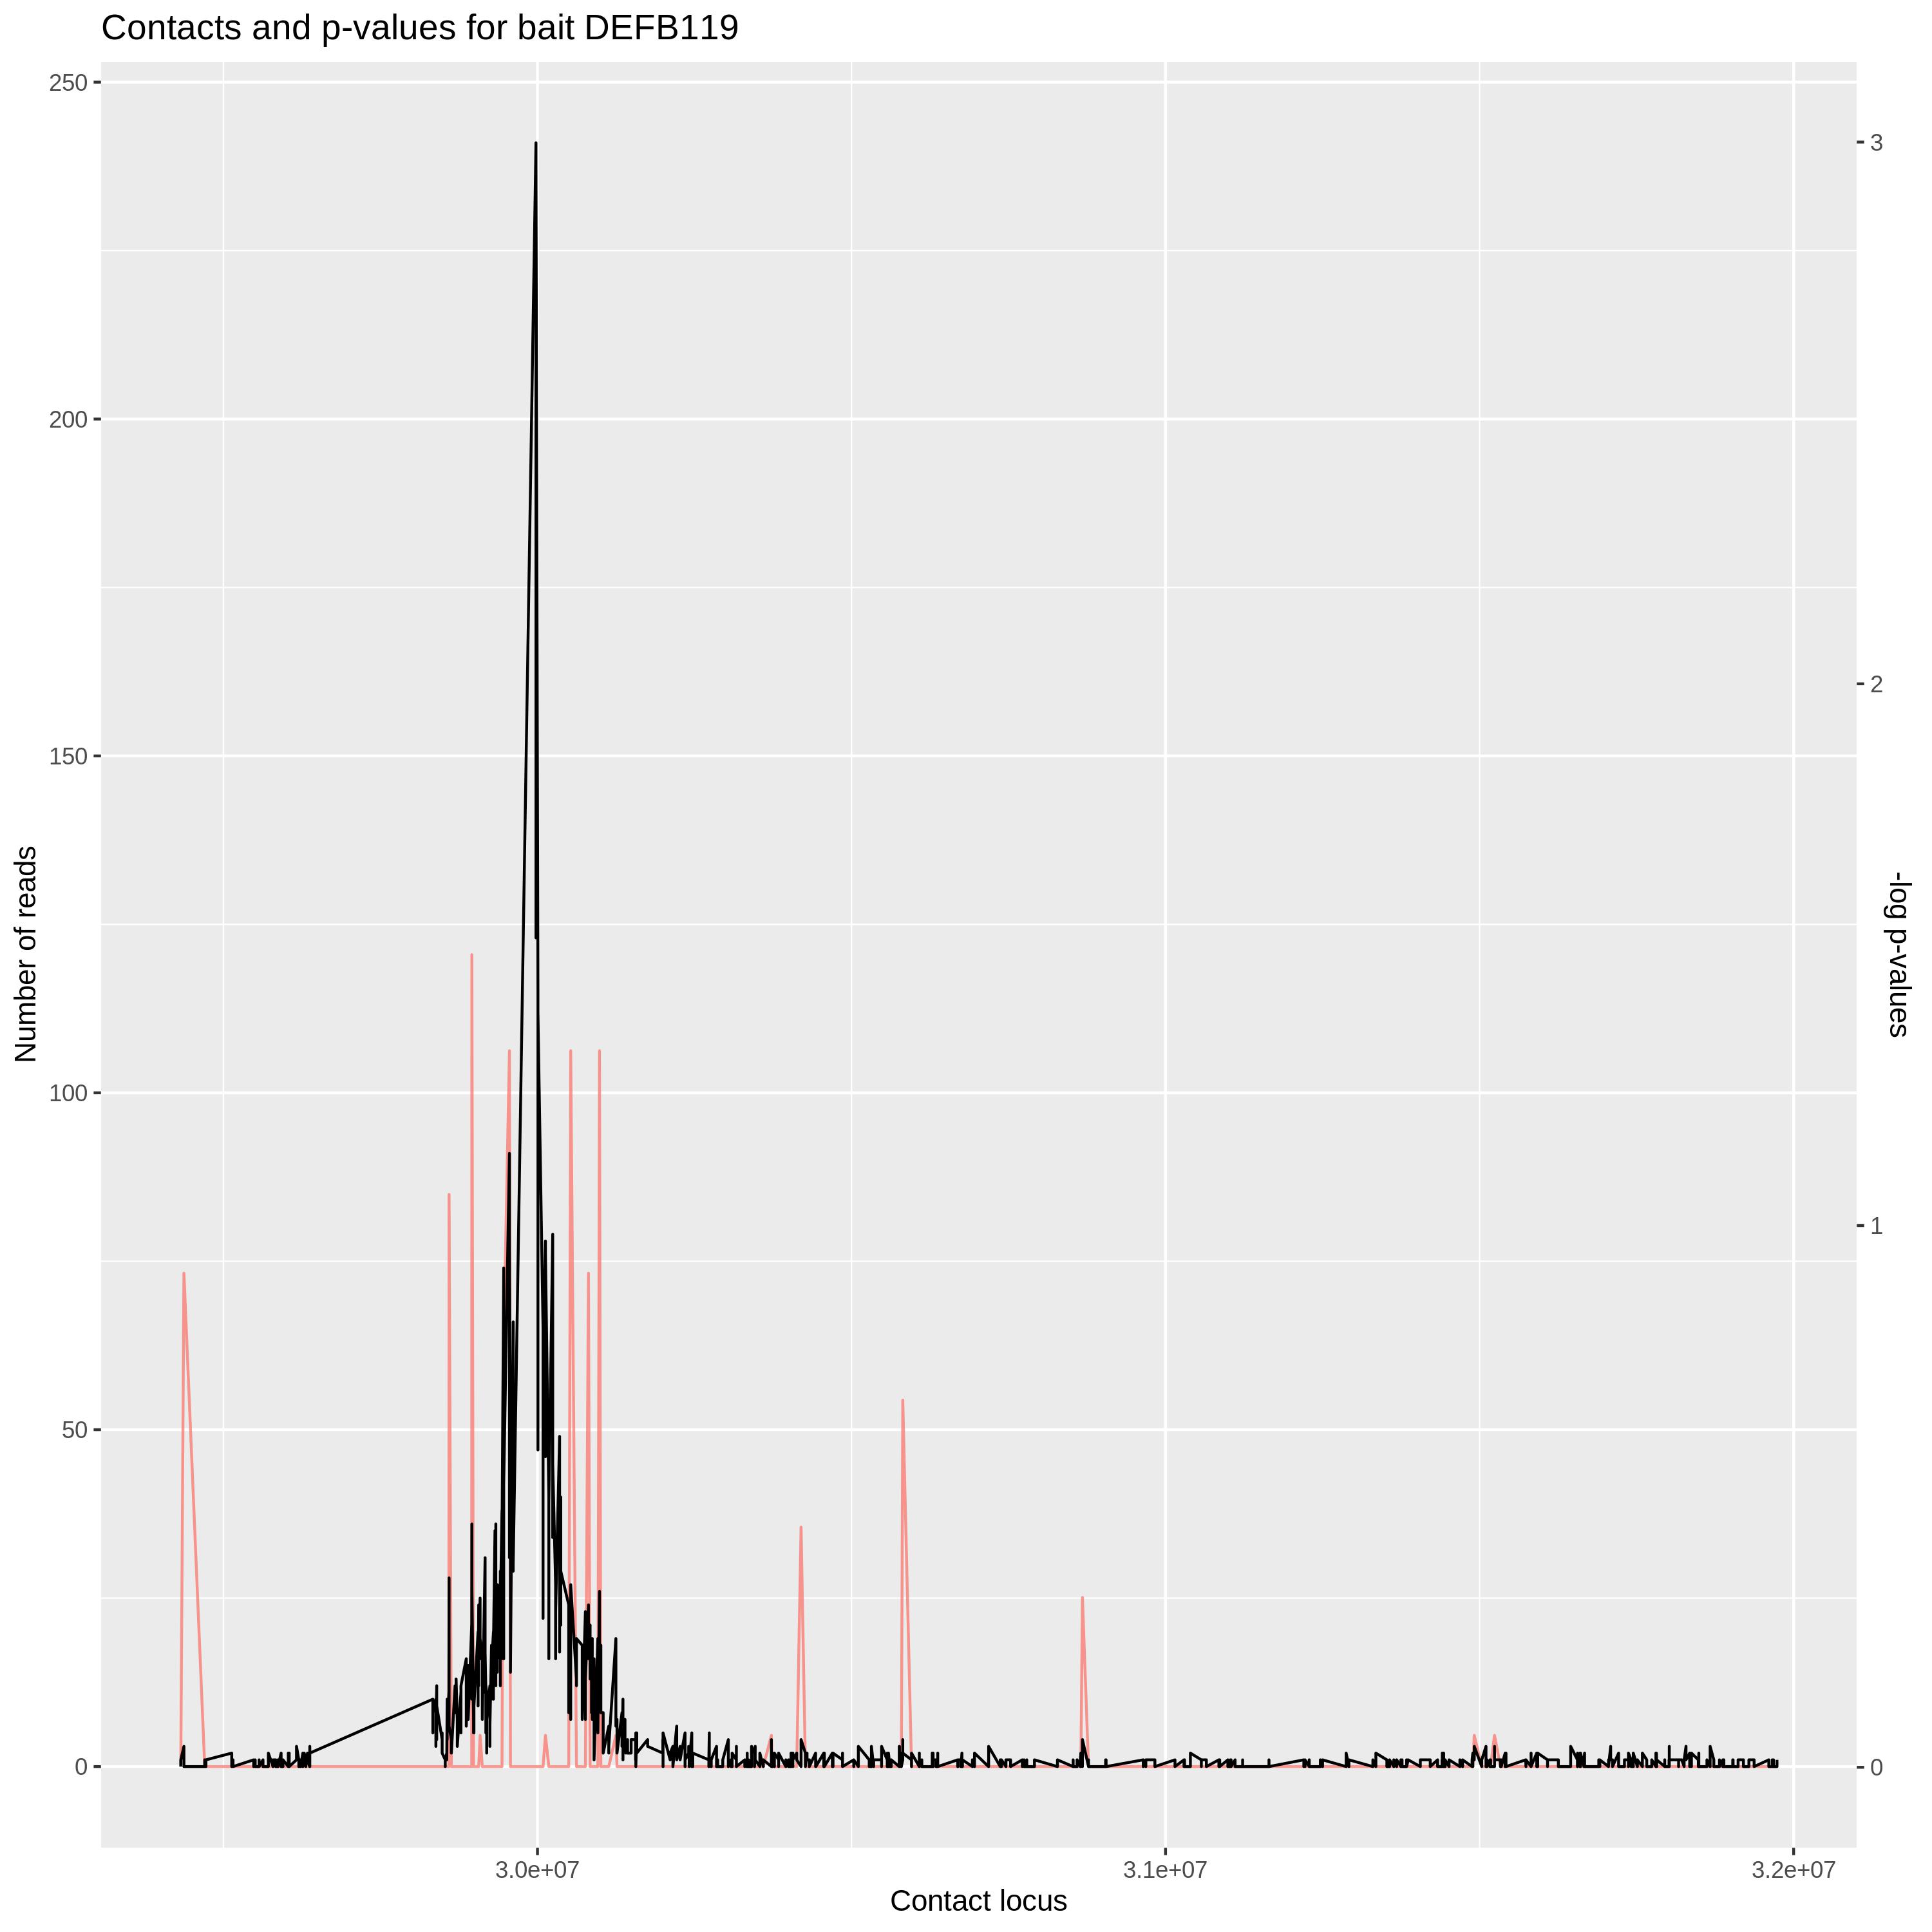 Contacts and p-values for bait DEFB119
250
200
150
100
50
0
Number of reads
3
2
1
0
-log p-values
3.0e+07
3.1e+07
3.2e+07
Contact locus